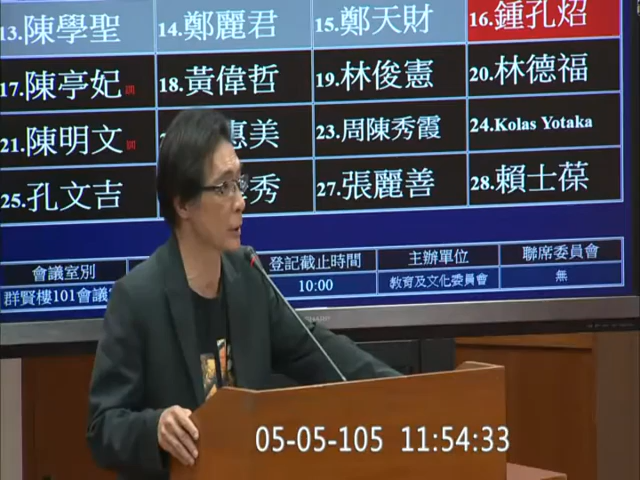 13.陳學聖 14.鄭麗君 15.鄭天財 16.鍾孔炤
17.陳亭妃 18.黃偉哲 19.林俊憲 20.林德福
21.陳明文 惠美 23.周陳秀霞 24.Kolas Yotaka
25.孔文吉 秀 27.張麗善 28.賴士葆
會議室別 登記截止時間 主辦單位 聯席委員會
群賢樓101會議 10:00 教育及文化委員會 無
05-05-105 11:54:33